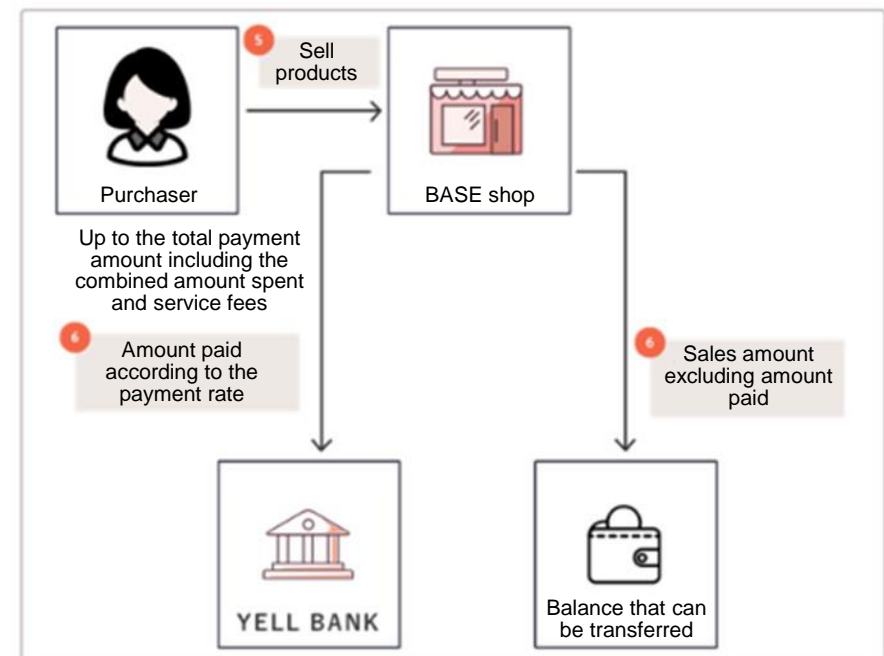 5
Sell
products
Purchaser
BASE shop
Up to the total payment
amount including the
combined amount spent
and service fees
6
Amount paid
according to the
payment rate
6
Sales amount
excluding amount
paid
YELL BANK
Balance that can
be transferred